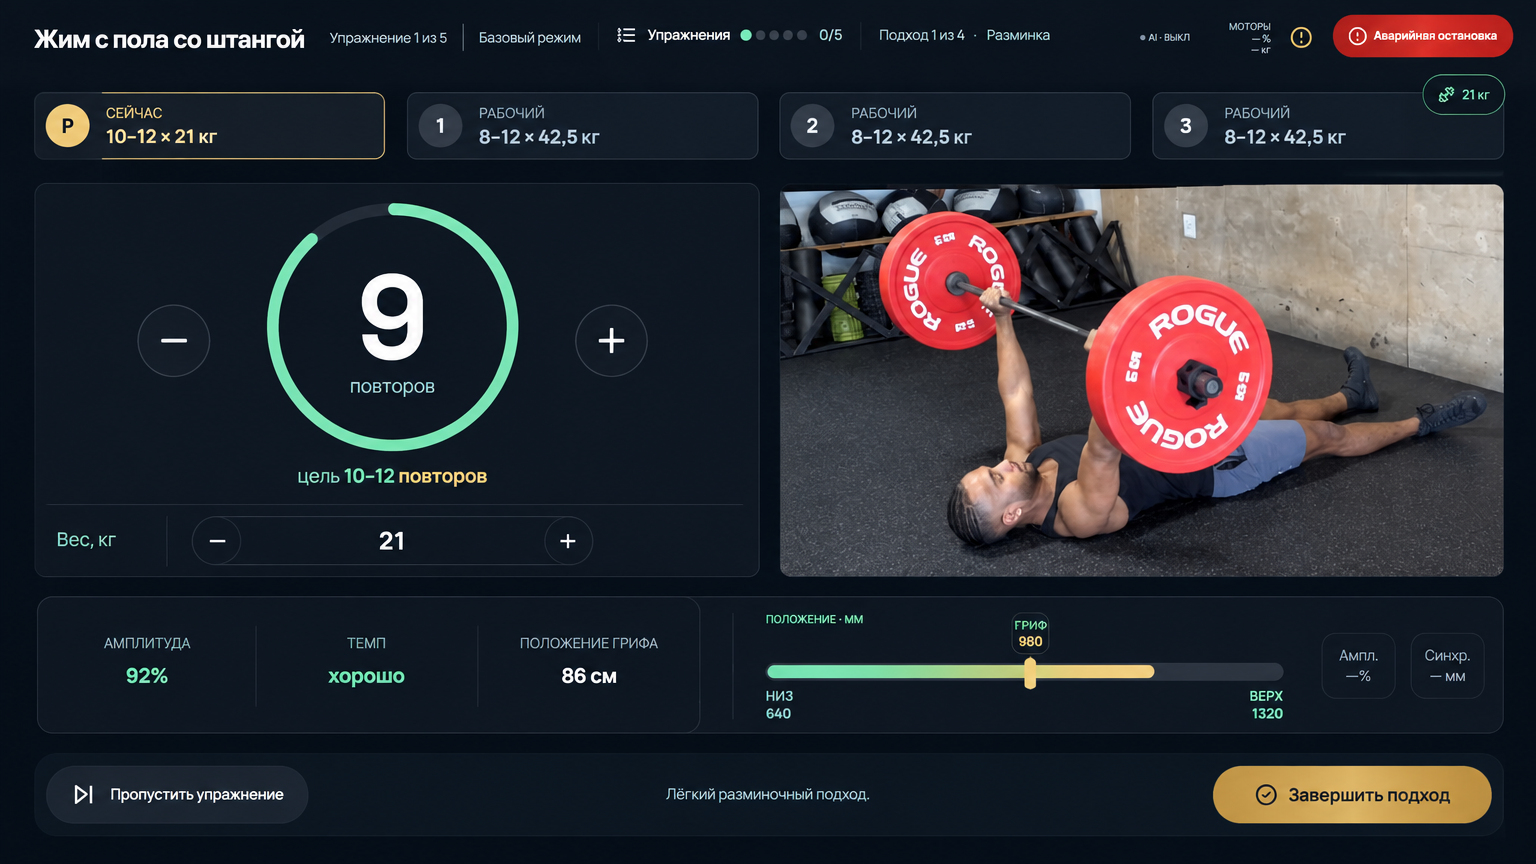 Жим с пола со штангой
Упражнение 1 из 5
Базовый режим
Упражнения
0/5
Подход 1 из 4 · Разминка
AI · ВЫКЛ
МОТОРЫ
— %
— кг
Аварийная остановка
21 кг
P
СЕЙЧАС
10–12 × 21 кг
1
РАБОЧИЙ
8–12 × 42,5 кг
2
РАБОЧИЙ
8–12 × 42,5 кг
3
РАБОЧИЙ
8–12 × 42,5 кг
9
повторов
цель 10–12 повторов
Вес, кг
21
ROGUE
ROGUE
ROGUE
ROGUE
АМПЛИТУДА
92%
ТЕМП
хорошо
ПОЛОЖЕНИЕ ГРИФА
86 см
ПОЛОЖЕНИЕ · ММ
ГРИФ
980
НИЗ
640
ВЕРХ
1320
Ампл.
—%
Синхр.
— мм
Пропустить упражнение
Лёгкий разминочный подход.
Завершить подход